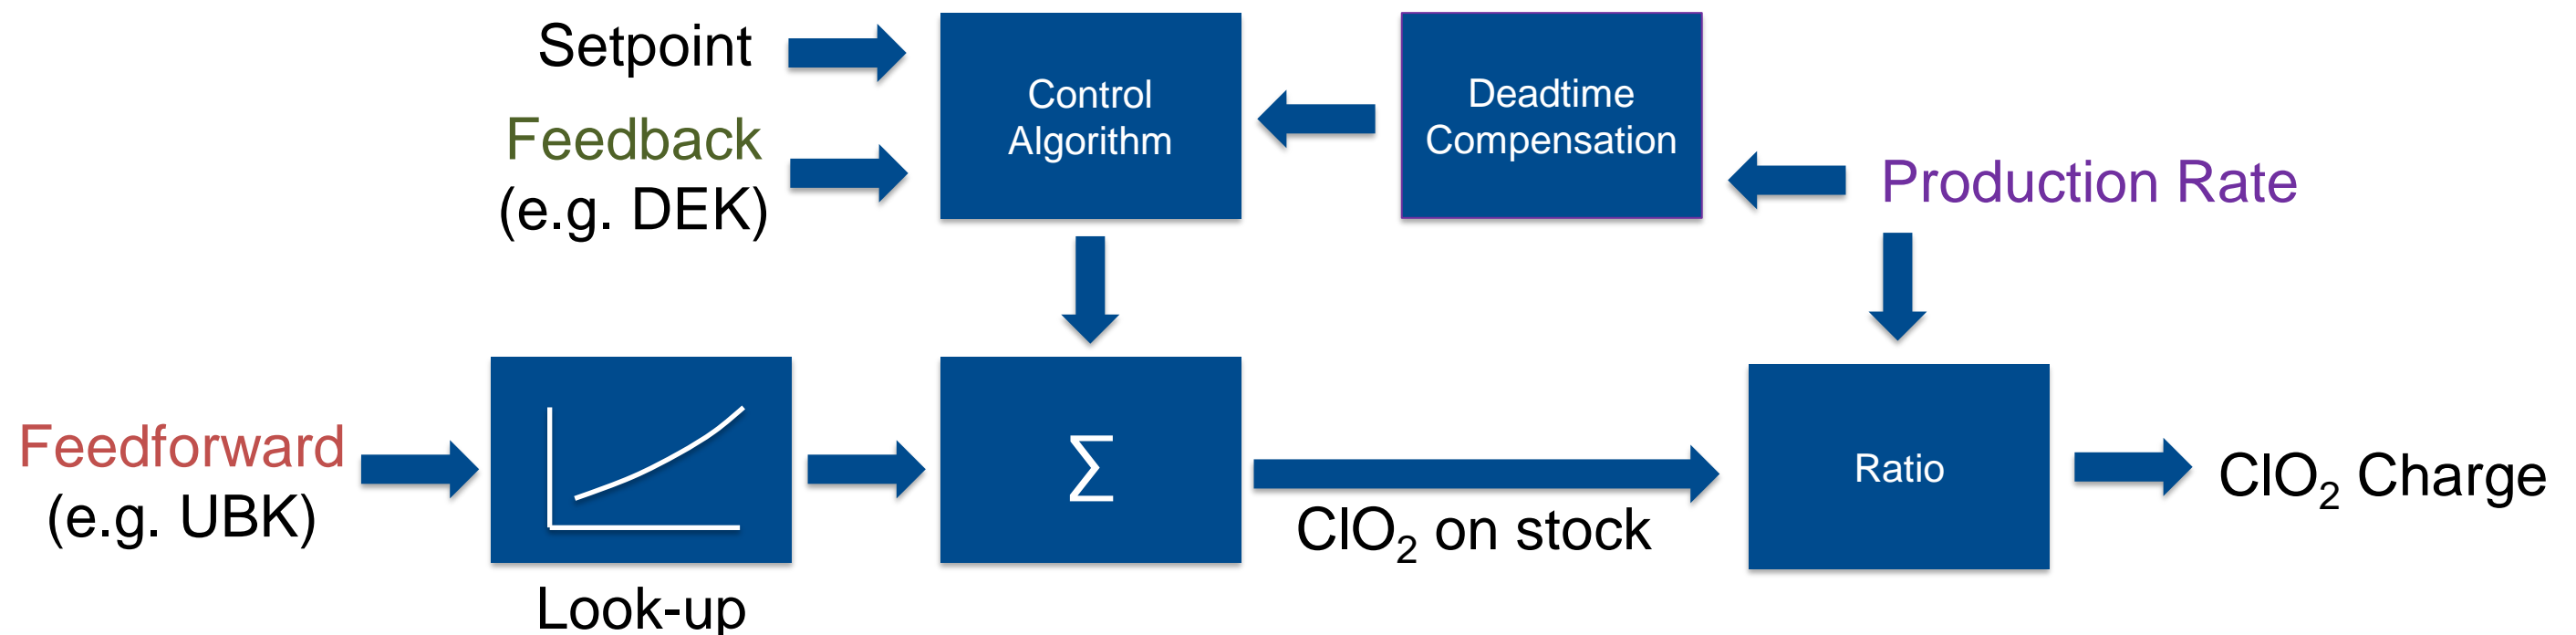 Setpoint
Feedback
(e.g. DEK)
Control
Algorithm
Deadtime
Compensation
Production Rate
Feedforward
(e.g. UBK)
Look-up
Σ
ClO₂ on stock
Ratio
ClO₂ Charge